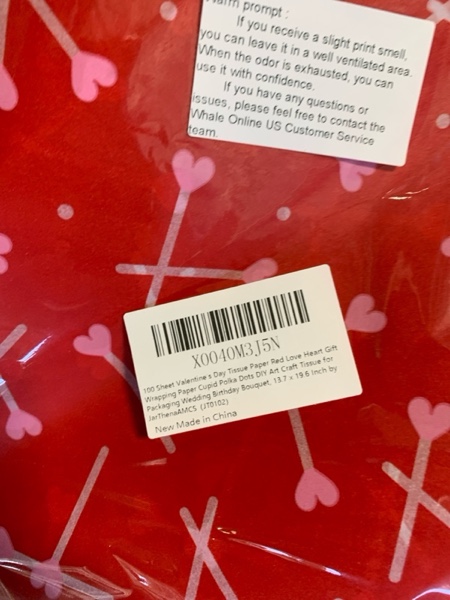 Warm prompt :
If you receive a slight print smell,
you can leave it in a well ventilated area.
When the odor is exhausted, you can
use it with confidence.
If you have any questions or
issues, please feel free to contact the
Whale Online US Customer Service
team.
X0040M3J5N
100 Sheet Valentine s Day Tissue Paper Red Love Heart Gift
Wrapping Paper Cupid Polka Dots DIY Art Craft Tissue for
Packaging Wedding Birthday Bouquet, 13.7 x 19.6 Inch by
JarThenaAMCS (JT0102)
New Made in China